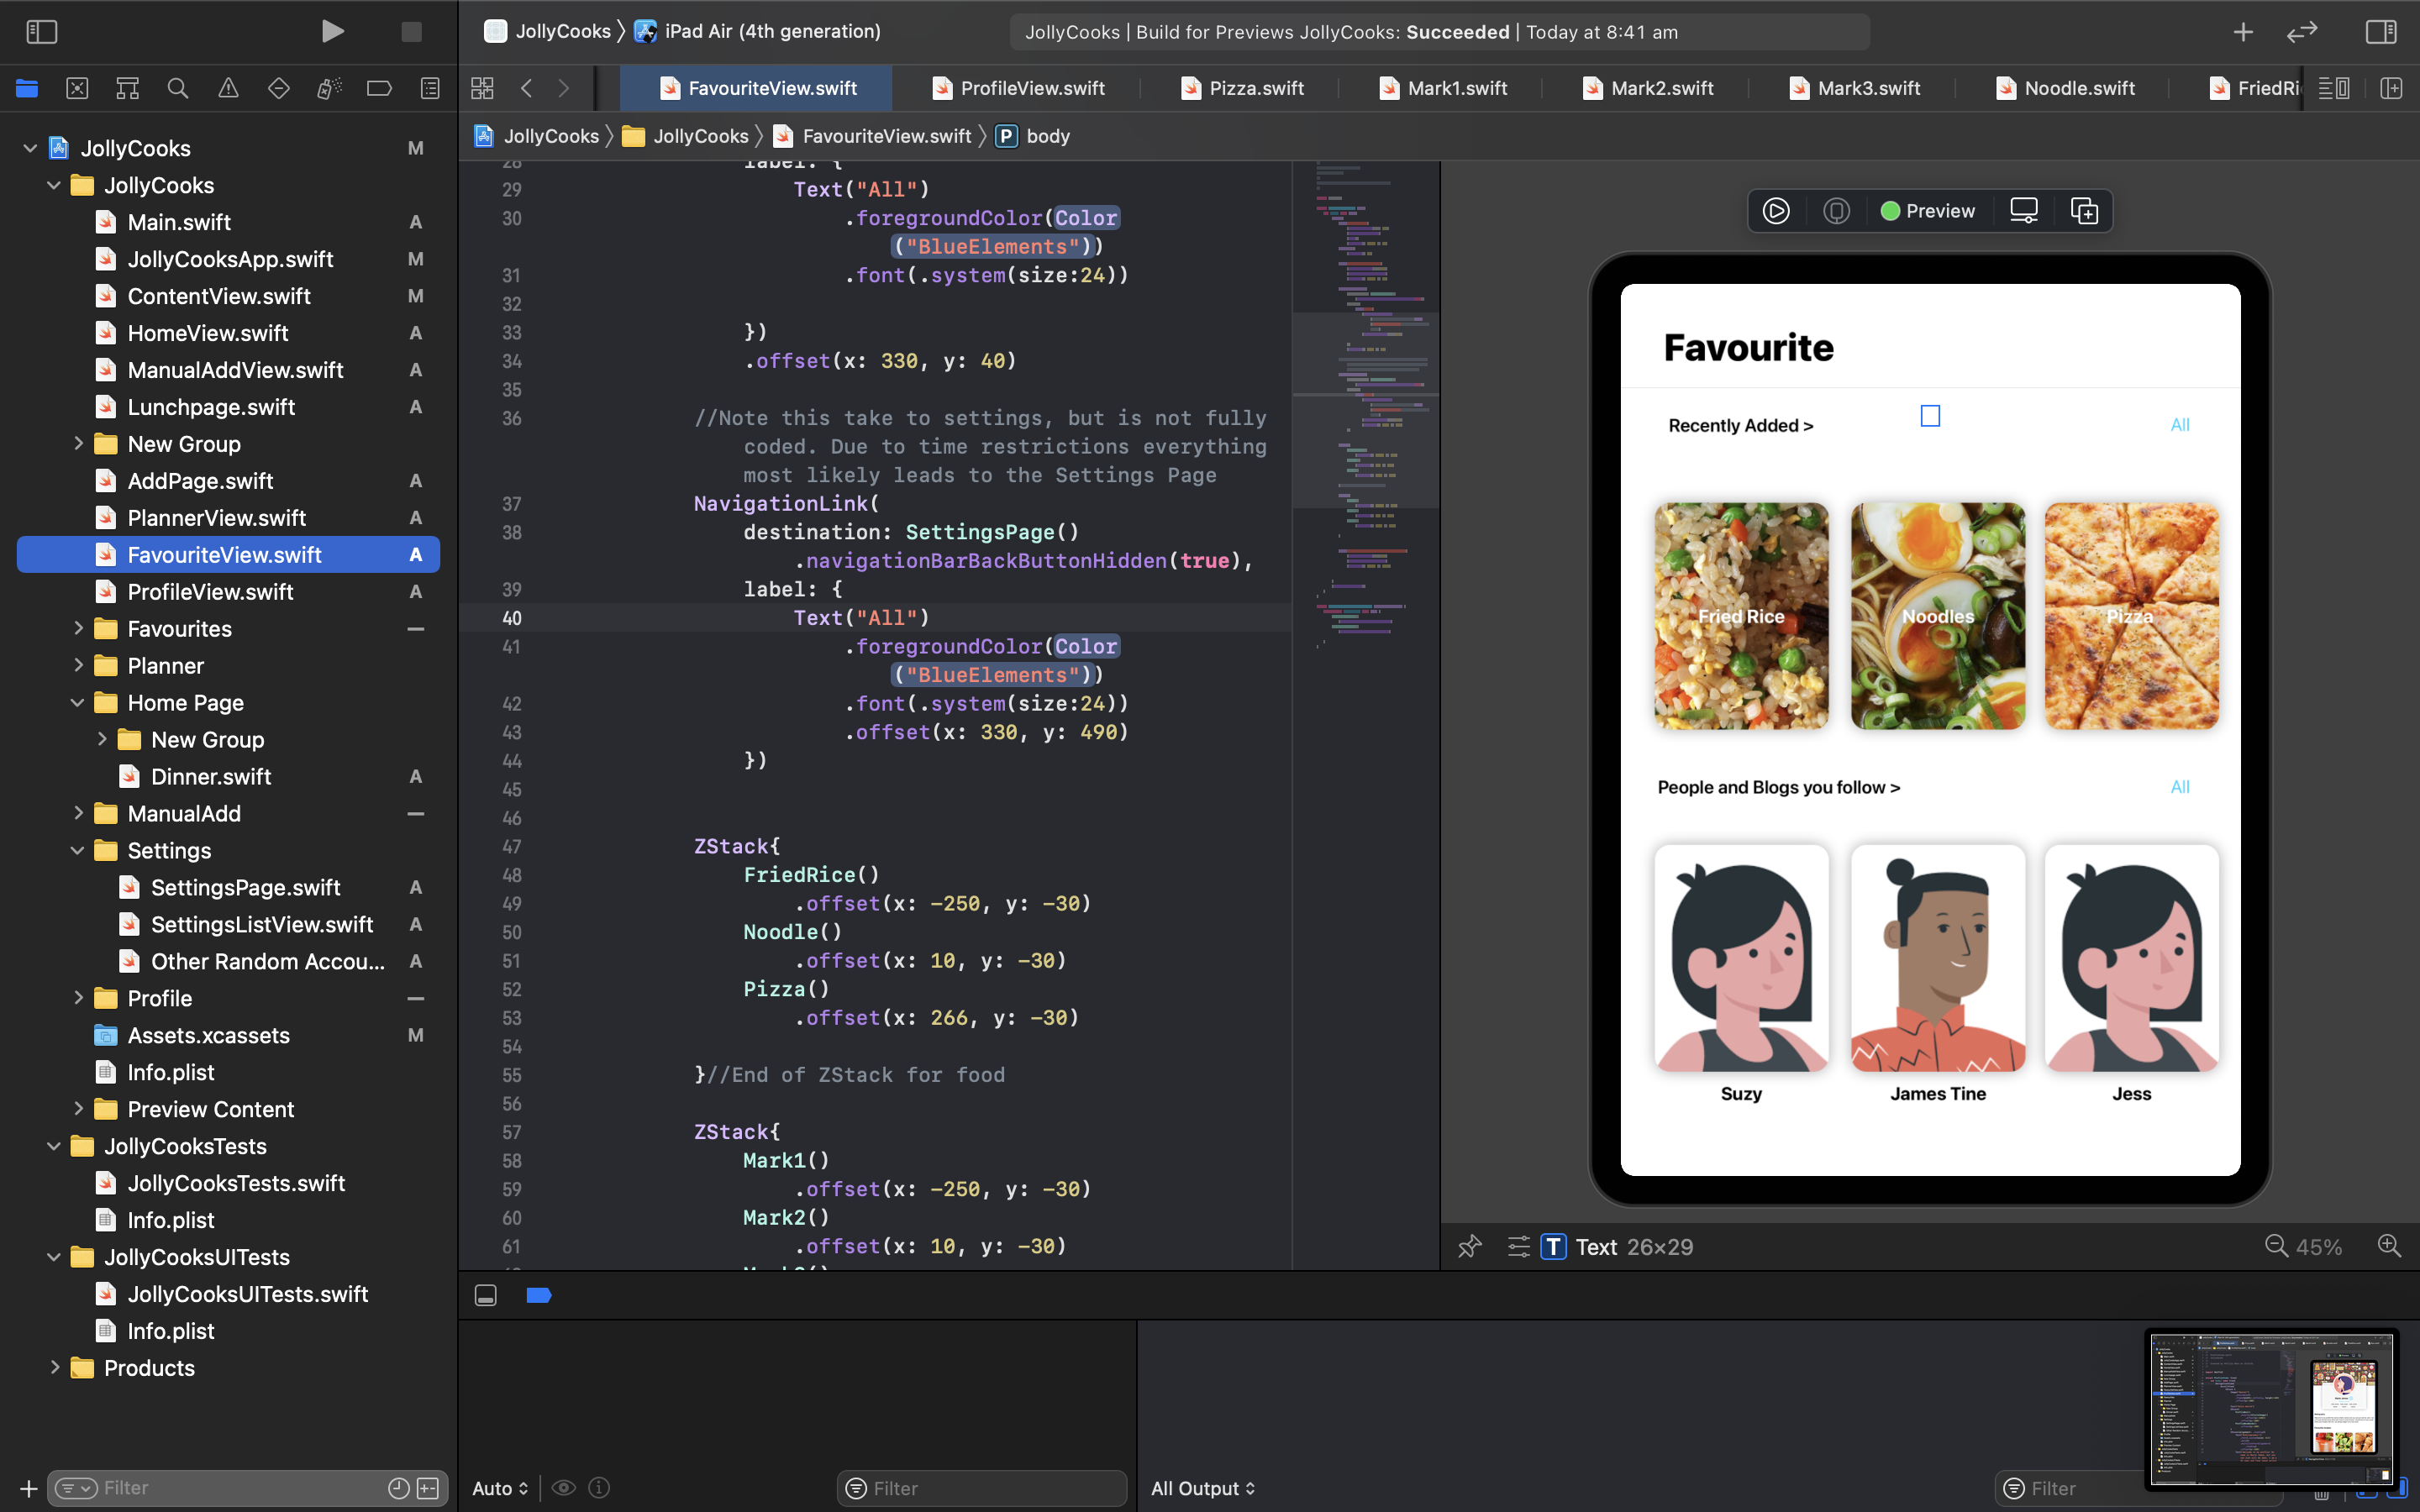 JollyCooks 〉 iPad Air (4th generation)
JollyCooks | Build for Previews JollyCooks: Succeeded | Today at 8:41 am
FavouriteView.swift
ProfileView.swift
Pizza.swift
Mark1.swift
Mark2.swift
Mark3.swift
Noodle.swift
FriedRi
JollyCooks 〉 JollyCooks 〉 FavouriteView.swift 〉 P body
JollyCooks M
JollyCooks
Main.swift A
JollyCooksApp.swift M
ContentView.swift M
HomeView.swift A
ManualAddView.swift A
Lunchpage.swift A
New Group
AddPage.swift A
PlannerView.swift A
FavouriteView.swift A
ProfileView.swift A
Favourites
Planner
Home Page
New Group
Dinner.swift A
ManualAdd
Settings
SettingsPage.swift A
SettingsListView.swift A
Other Random Accou... A
Profile
Assets.xcassets M
Info.plist
Preview Content
JollyCooksTests
JollyCooksTests.swift
Info.plist
JollyCooksUITests
JollyCooksUITests.swift
Info.plist
Products
Filter
28 label: {
29 Text("All")
30 .foregroundColor(Color
("BlueElements"))
31 .font(.system(size:24))
32
33 })
34 .offset(x: 330, y: 40)
35
36 //Note this take to settings, but is not fully
coded. Due to time restrictions everything
most likely leads to the Settings Page
37 NavigationLink(
38 destination: SettingsPage()
.navigationBarBackButtonHidden(true),
39 label: {
40 Text("All")
41 .foregroundColor(Color
("BlueElements"))
42 .font(.system(size:24))
43 .offset(x: 330, y: 490)
44 })
45
46
47 ZStack{
48 FriedRice()
49 .offset(x: -250, y: -30)
50 Noodle()
51 .offset(x: 10, y: -30)
52 Pizza()
53 .offset(x: 266, y: -30)
54
55 }//End of ZStack for food
56
57 ZStack{
58 Mark1()
59 .offset(x: -250, y: -30)
60 Mark2()
61 .offset(x: 10, y: -30)
Preview
Favourite
Recently Added >
All
Fried Rice
Noodles
Pizza
People and Blogs you follow >
All
Suzy
James Tine
Jess
T Text 26×29
45%
Auto
Filter
All Output
Filter